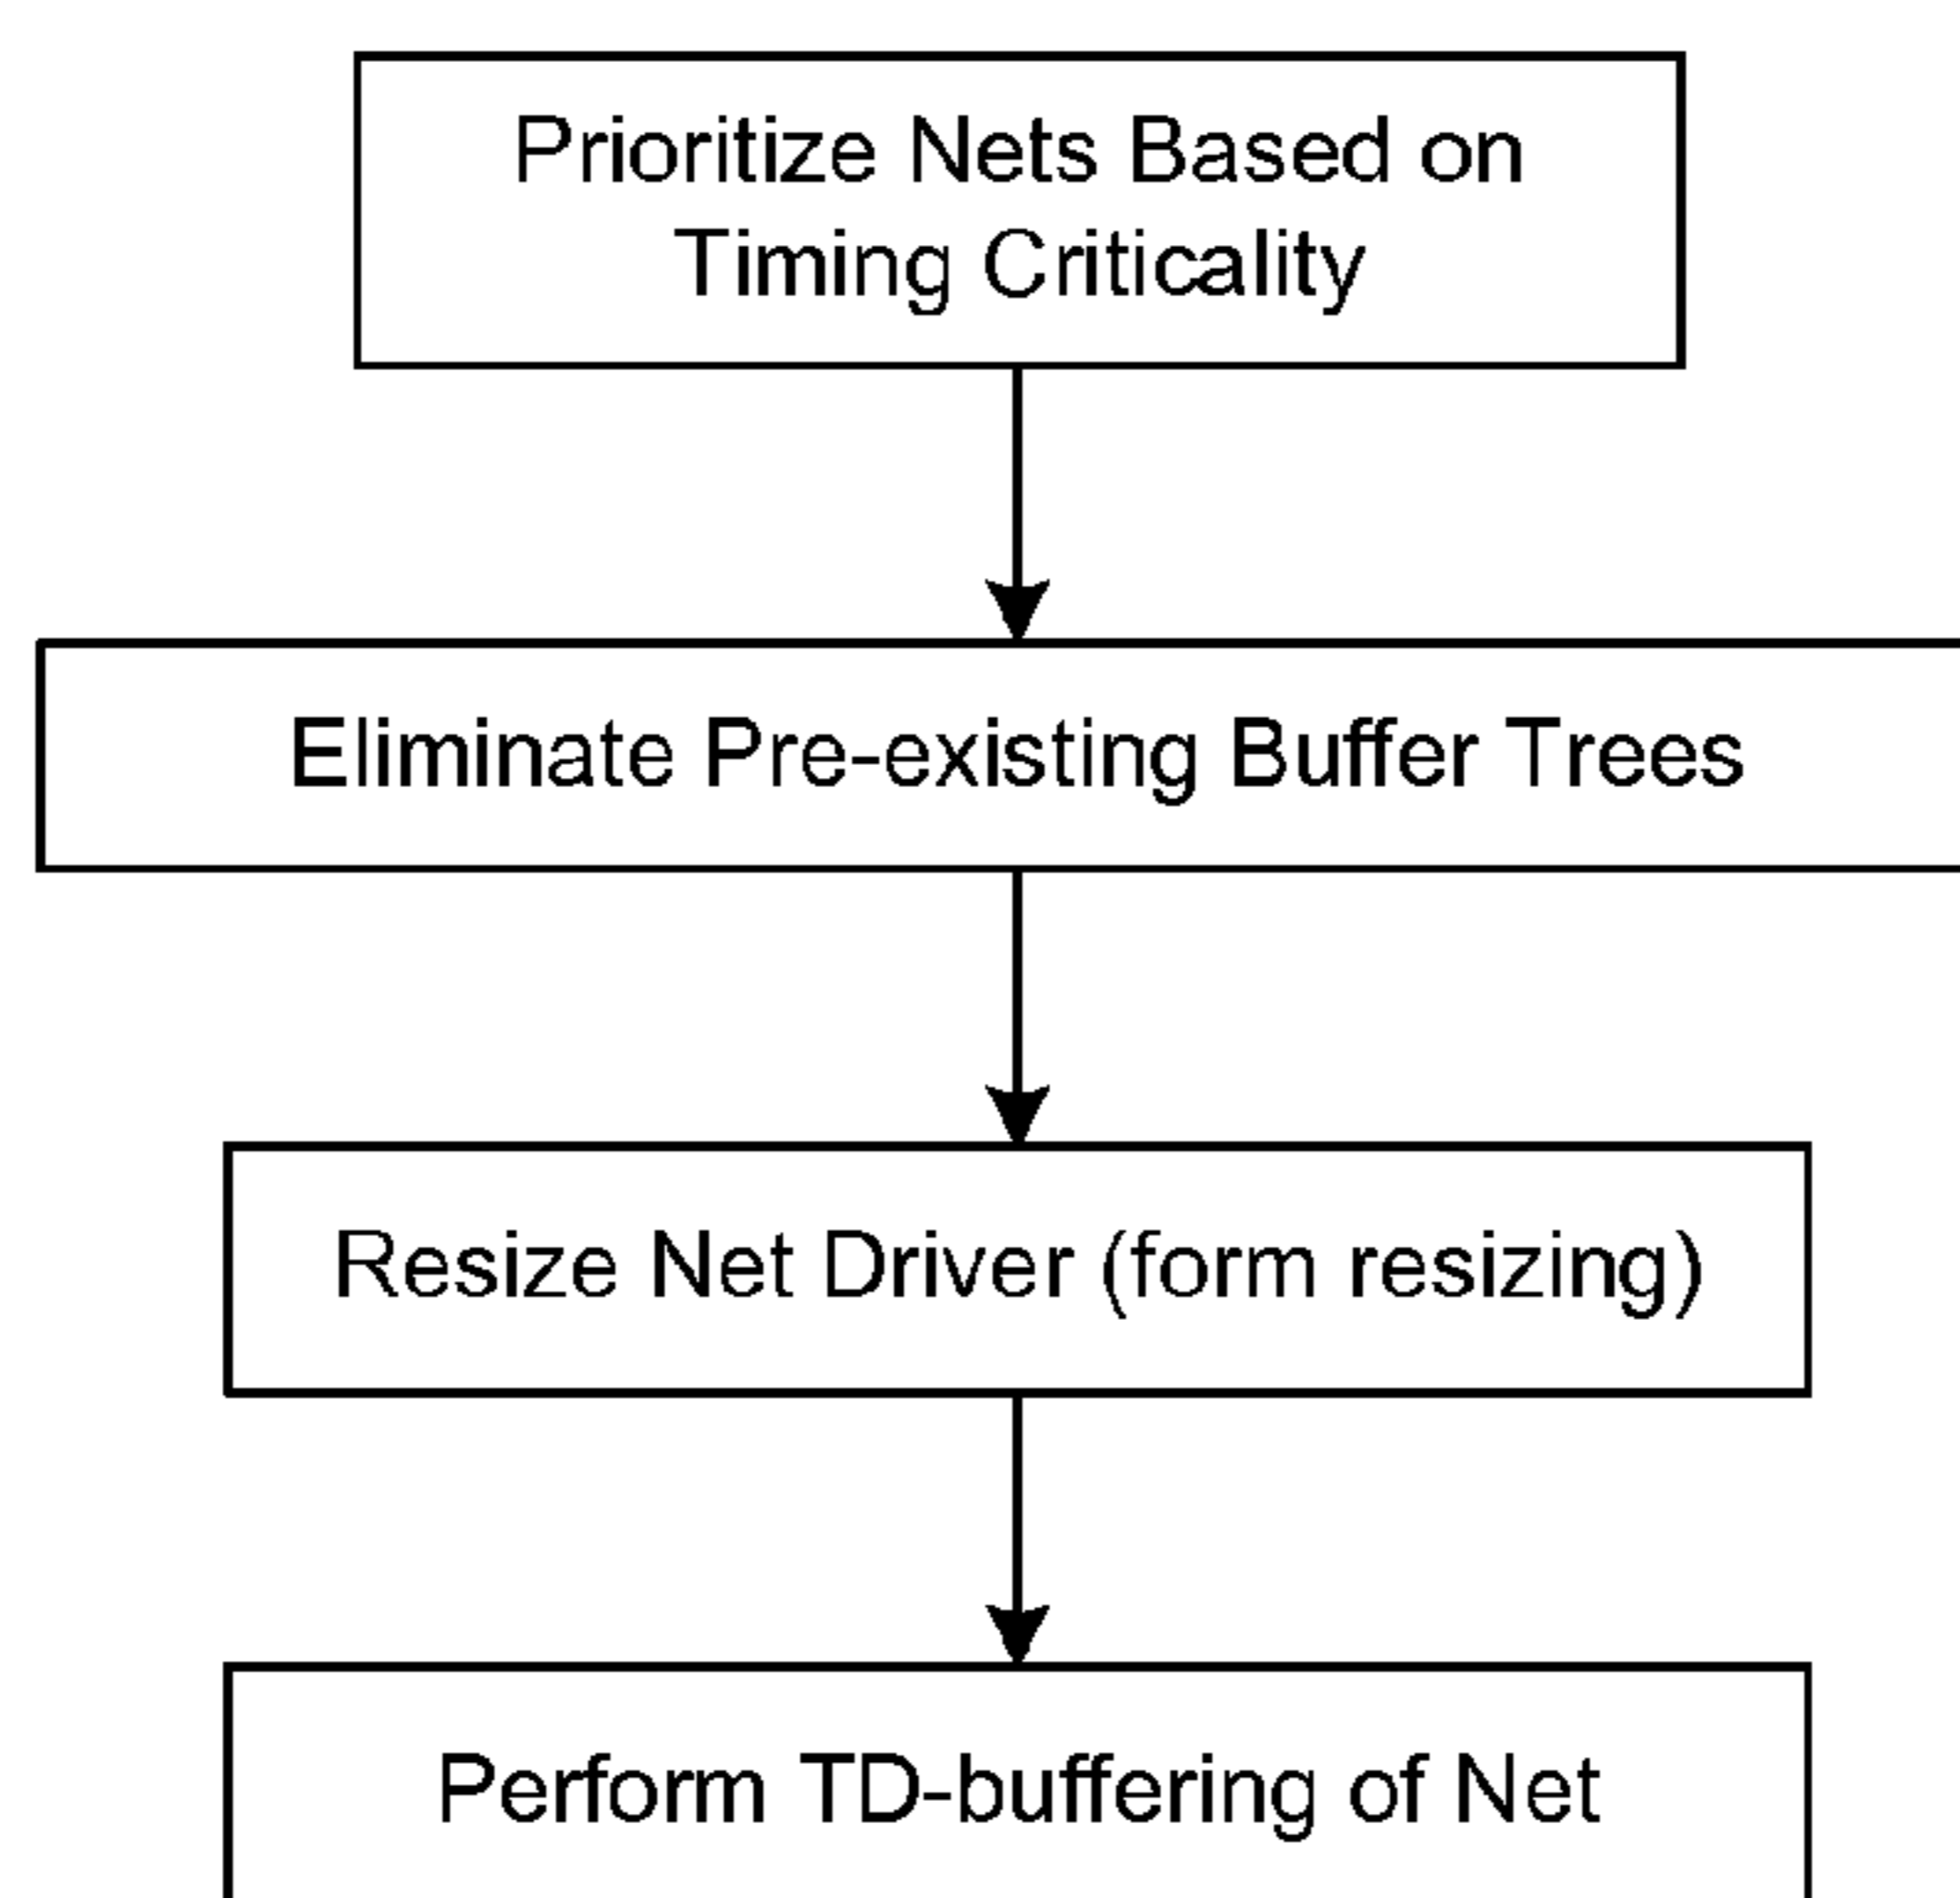 Prioritize Nets Based on
Timing Criticality
Eliminate Pre-existing Buffer Trees
Resize Net Driver (form resizing)
Perform TD-buffering of Net